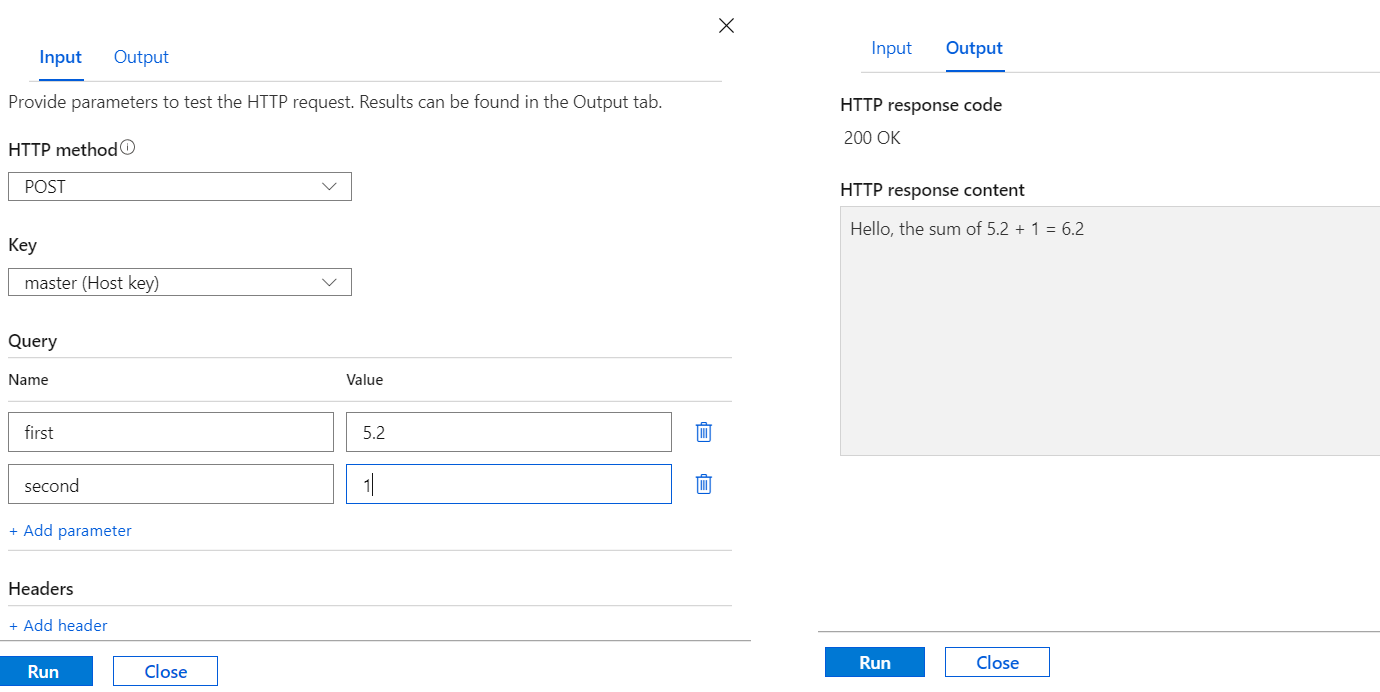 Input Output
Provide parameters to test the HTTP request. Results can be found in the Output tab.
HTTP method
POST
Key
master (Host key)
Query
Name Value
first 5.2
second 1
+ Add parameter
Headers
+ Add header
Run Close
Input Output
HTTP response code
200 OK
HTTP response content
Hello, the sum of 5.2 + 1 = 6.2
Run Close